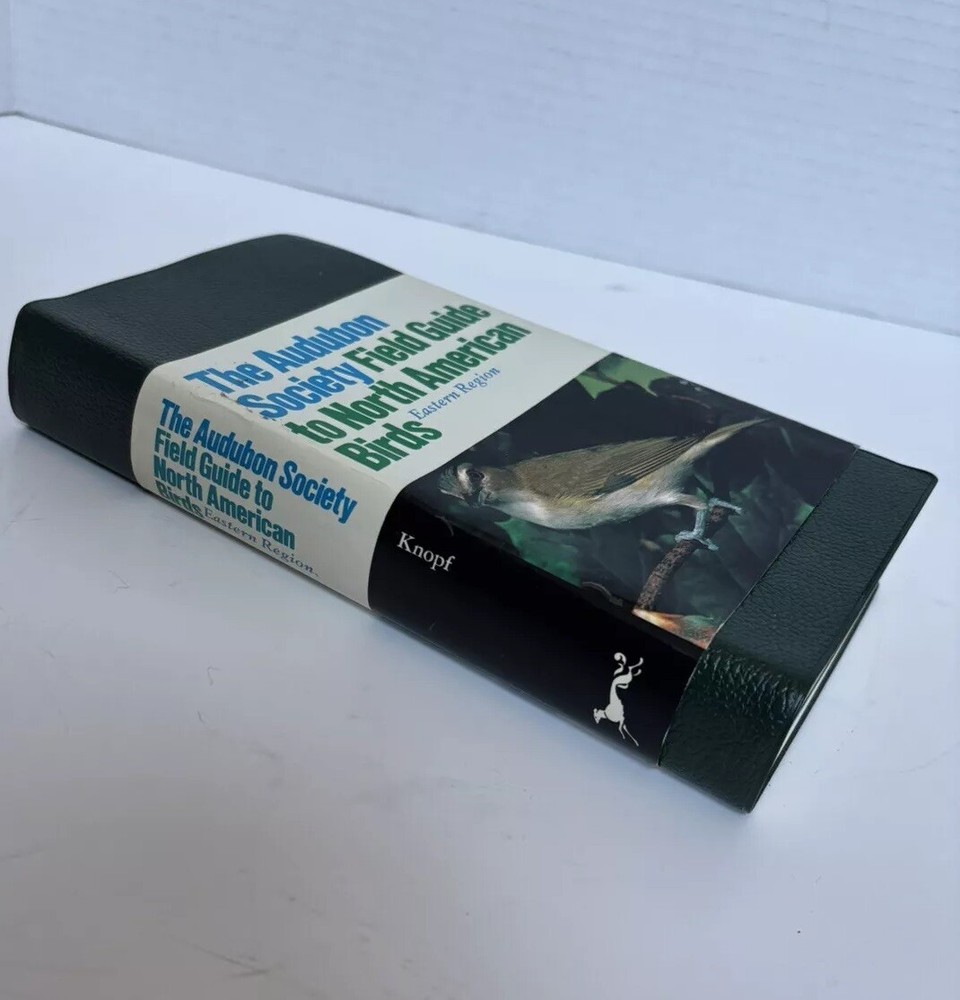 The Audubon
Society Field Guide
to North American
Birds Eastern Region
The Audubon Society
Field Guide to
North American
Birds Eastern Region
Knopf